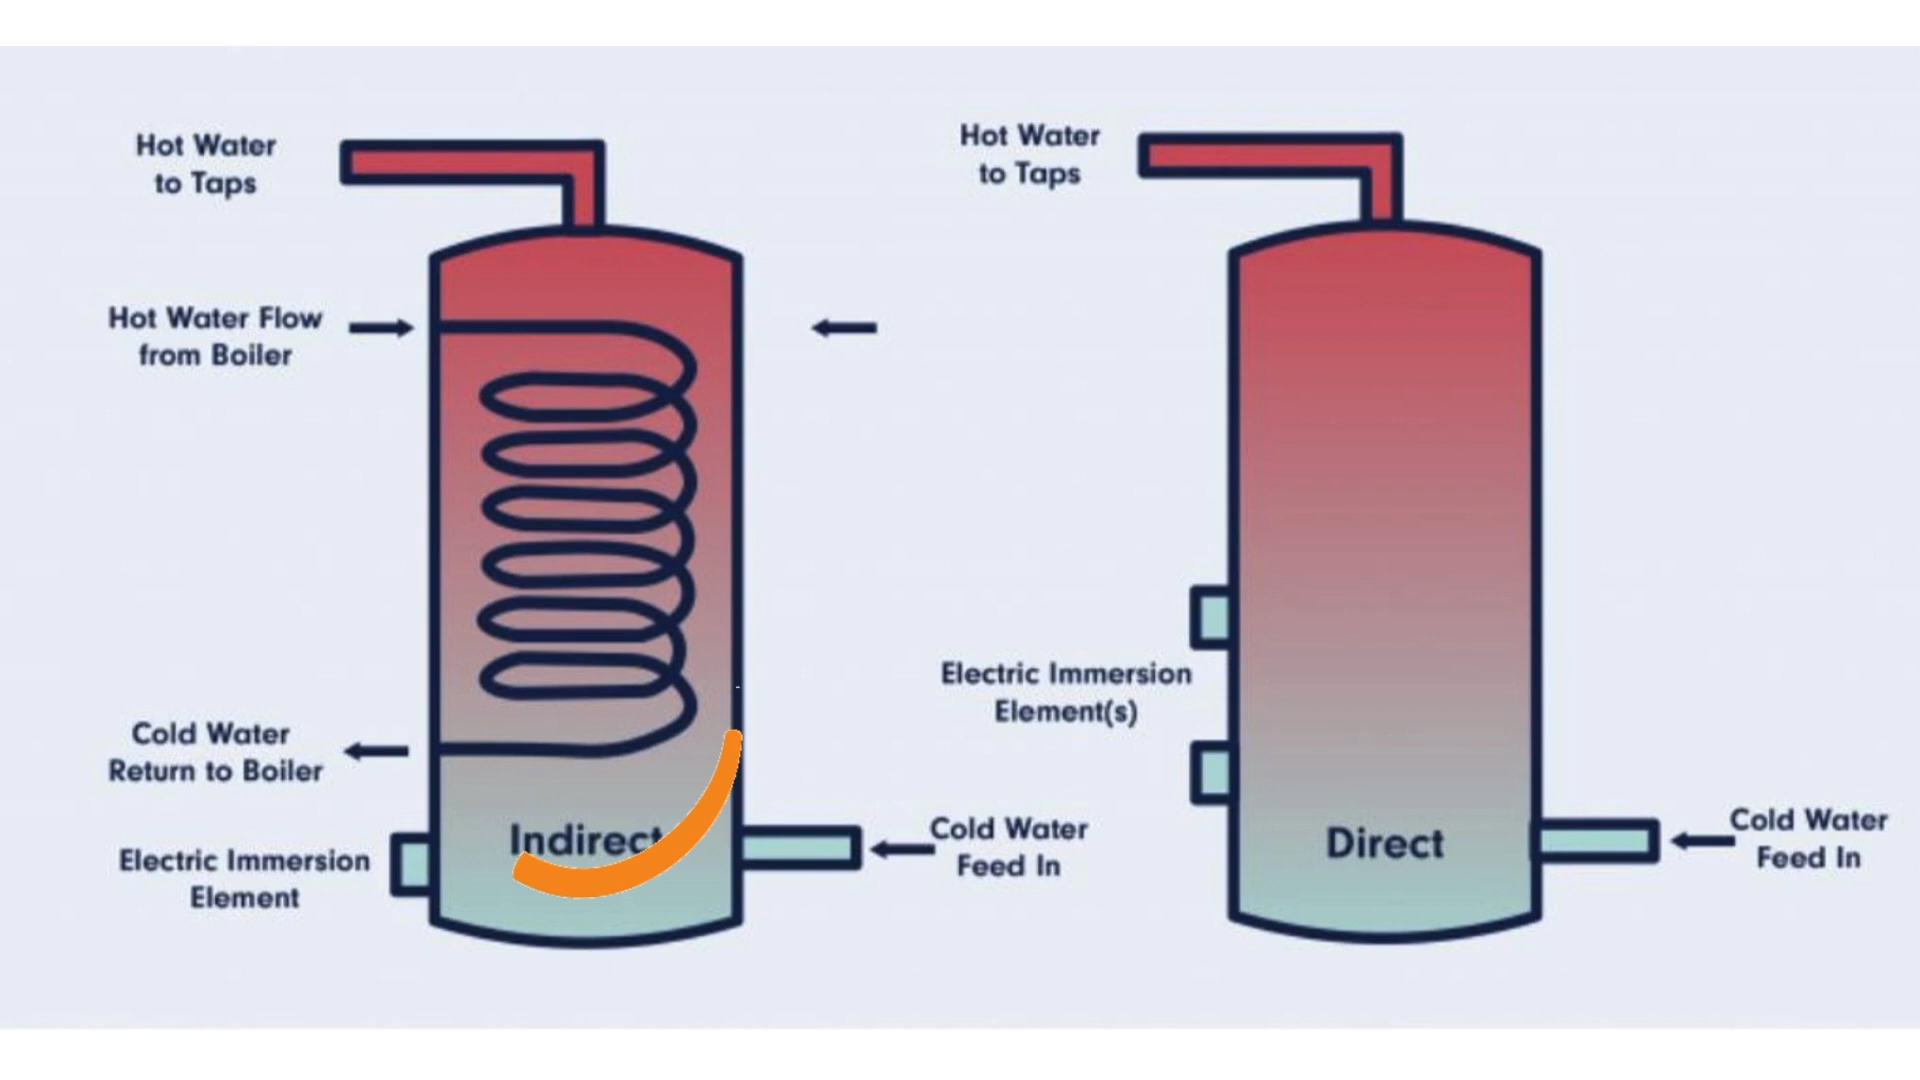 Hot Water
to Taps
Hot Water Flow
from Boiler
Cold Water
Return to Boiler
Electric Immersion
Element
Indirect
Cold Water
Feed In
Hot Water
to Taps
Electric Immersion
Element(s)
Direct
Cold Water
Feed In